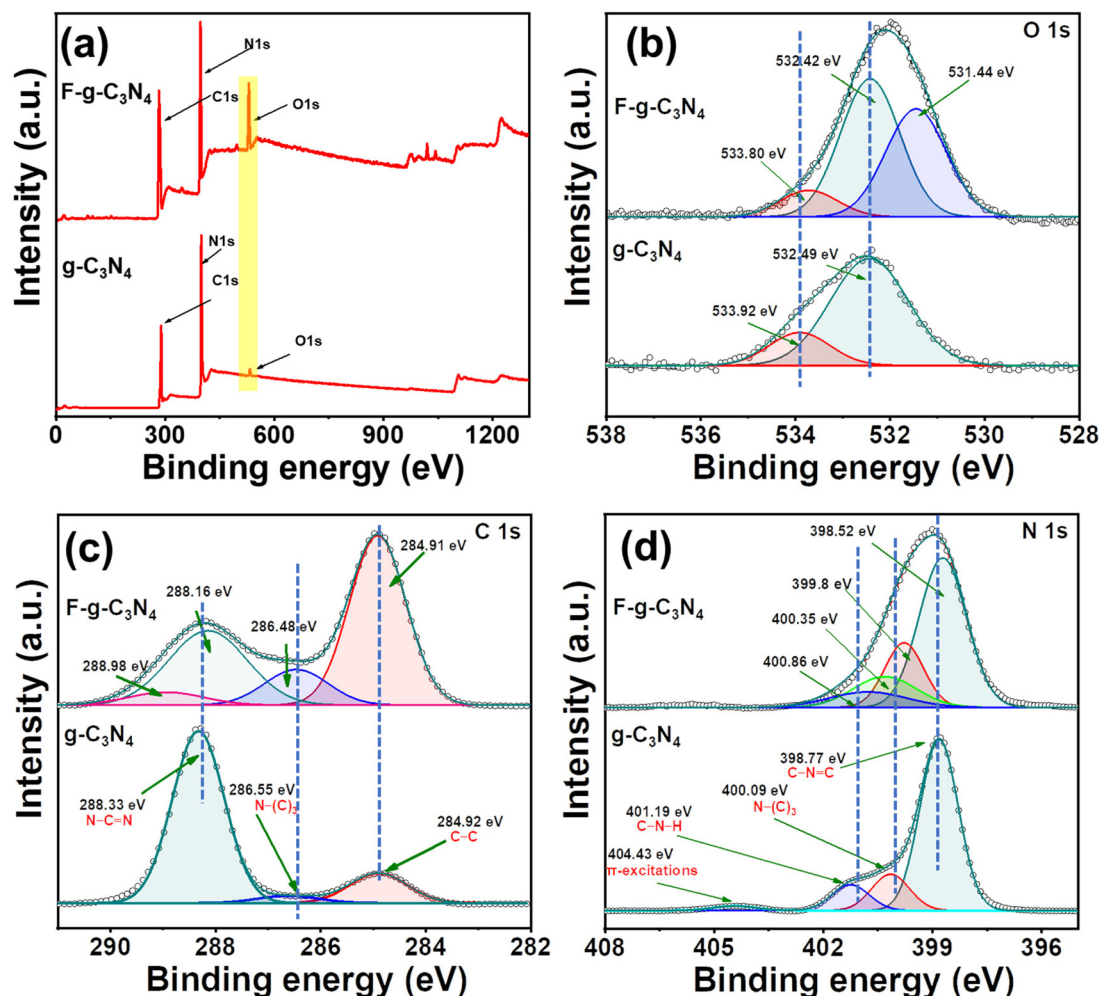 (a)
N1s
F-g-C₃N₄
C1s
O1s
N1s
g-C₃N₄
C1s
O1s
Intensity (a.u.)
0 300 600 900 1200
Binding energy (eV)
(b)
O 1s
532.42 eV
531.44 eV
F-g-C₃N₄
533.80 eV
g-C₃N₄
532.49 eV
533.92 eV
Intensity (a.u.)
538 536 534 532 530 528
Binding energy (eV)
(c)
C 1s
284.91 eV
288.16 eV
F-g-C₃N₄
286.48 eV
288.98 eV
g-C₃N₄
288.33 eV
N–C=N
286.55 eV
N–(C)₃
284.92 eV
C–C
Intensity (a.u.)
290 288 286 284 282
Binding energy (eV)
(d)
N 1s
398.52 eV
F-g-C₃N₄
399.8 eV
400.35 eV
400.86 eV
g-C₃N₄
398.77 eV
C–N=C
400.09 eV
N–(C)₃
401.19 eV
C–N–H
404.43 eV
π-excitations
Intensity (a.u.)
408 405 402 399 396
Binding energy (eV)